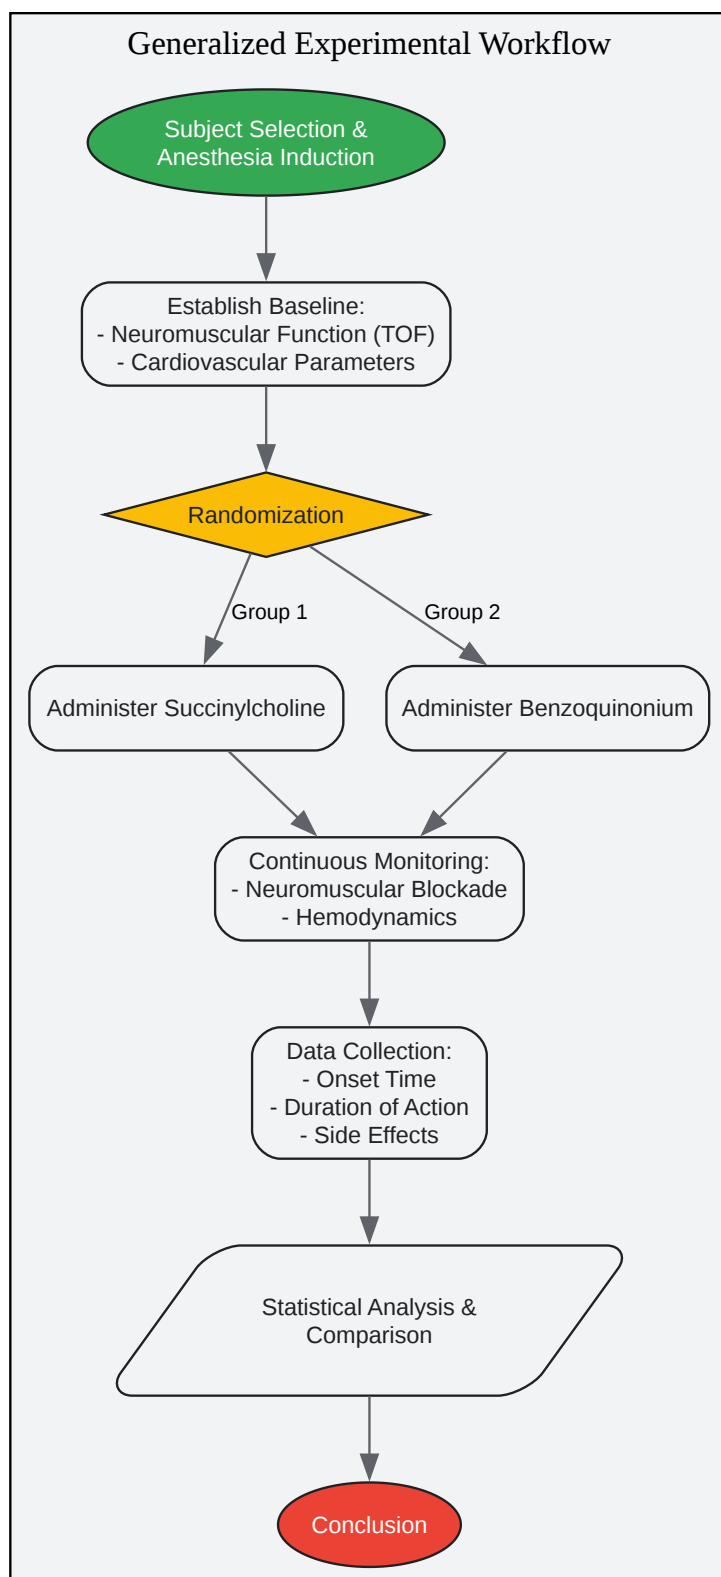 Generalized Experimental Workflow
Subject Selection &
Anesthesia Induction
Establish Baseline:
- Neuromuscular Function (TOF)
- Cardiovascular Parameters
Randomization
Group 1
Group 2
Administer Succinylcholine
Administer Benzoquinonium
Continuous Monitoring:
- Neuromuscular Blockade
- Hemodynamics
Data Collection:
- Onset Time
- Duration of Action
- Side Effects
Statistical Analysis &
Comparison
Conclusion